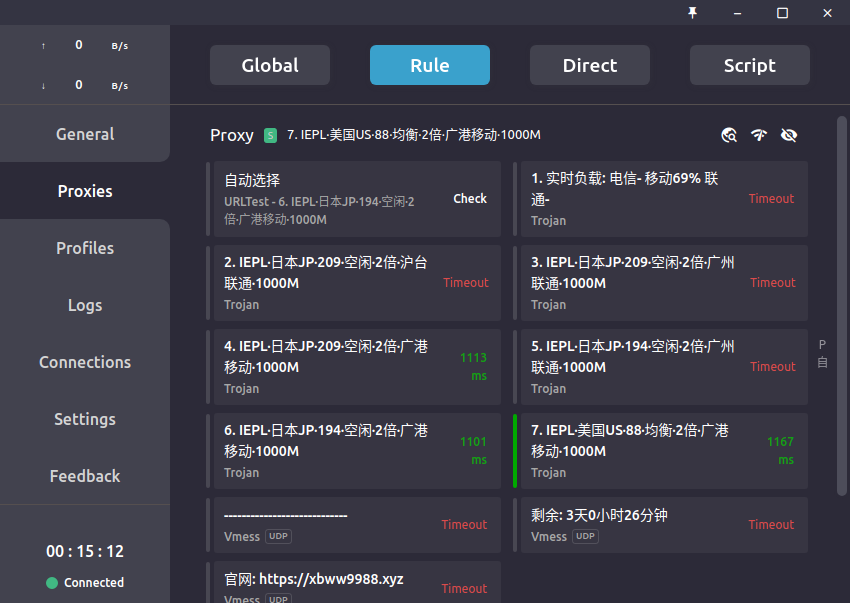 ↑ 0 B/s
↓ 0 B/s
General
Proxies
Profiles
Logs
Connections
Settings
Feedback
00 : 15 : 12
Connected
Global
Rule
Direct
Script
Proxy S 7. IEPL·美国US·88·均衡·2倍·广港移动·1000M
自动选择
URLTest - 6. IEPL·日本JP·194·空闲·2
倍·广港移动·1000M
Check
1. 实时负载: 电信- 移动69% 联
通-
Trojan
Timeout
2. IEPL·日本JP·209·空闲·2倍·沪台
联通·1000M
Trojan
Timeout
3. IEPL·日本JP·209·空闲·2倍·广州
联通·1000M
Trojan
Timeout
4. IEPL·日本JP·209·空闲·2倍·广港
移动·1000M
Trojan
1113
ms
5. IEPL·日本JP·194·空闲·2倍·广州
联通·1000M
Trojan
Timeout
6. IEPL·日本JP·194·空闲·2倍·广港
移动·1000M
Trojan
1101
ms
7. IEPL·美国US·88·均衡·2倍·广港
移动·1000M
Trojan
1167
ms
----------------------------
Vmess UDP
Timeout
剩余: 3天0小时26分钟
Vmess UDP
Timeout
官网: https://xbww9988.xyz
Vmess UDP
Timeout
P
自